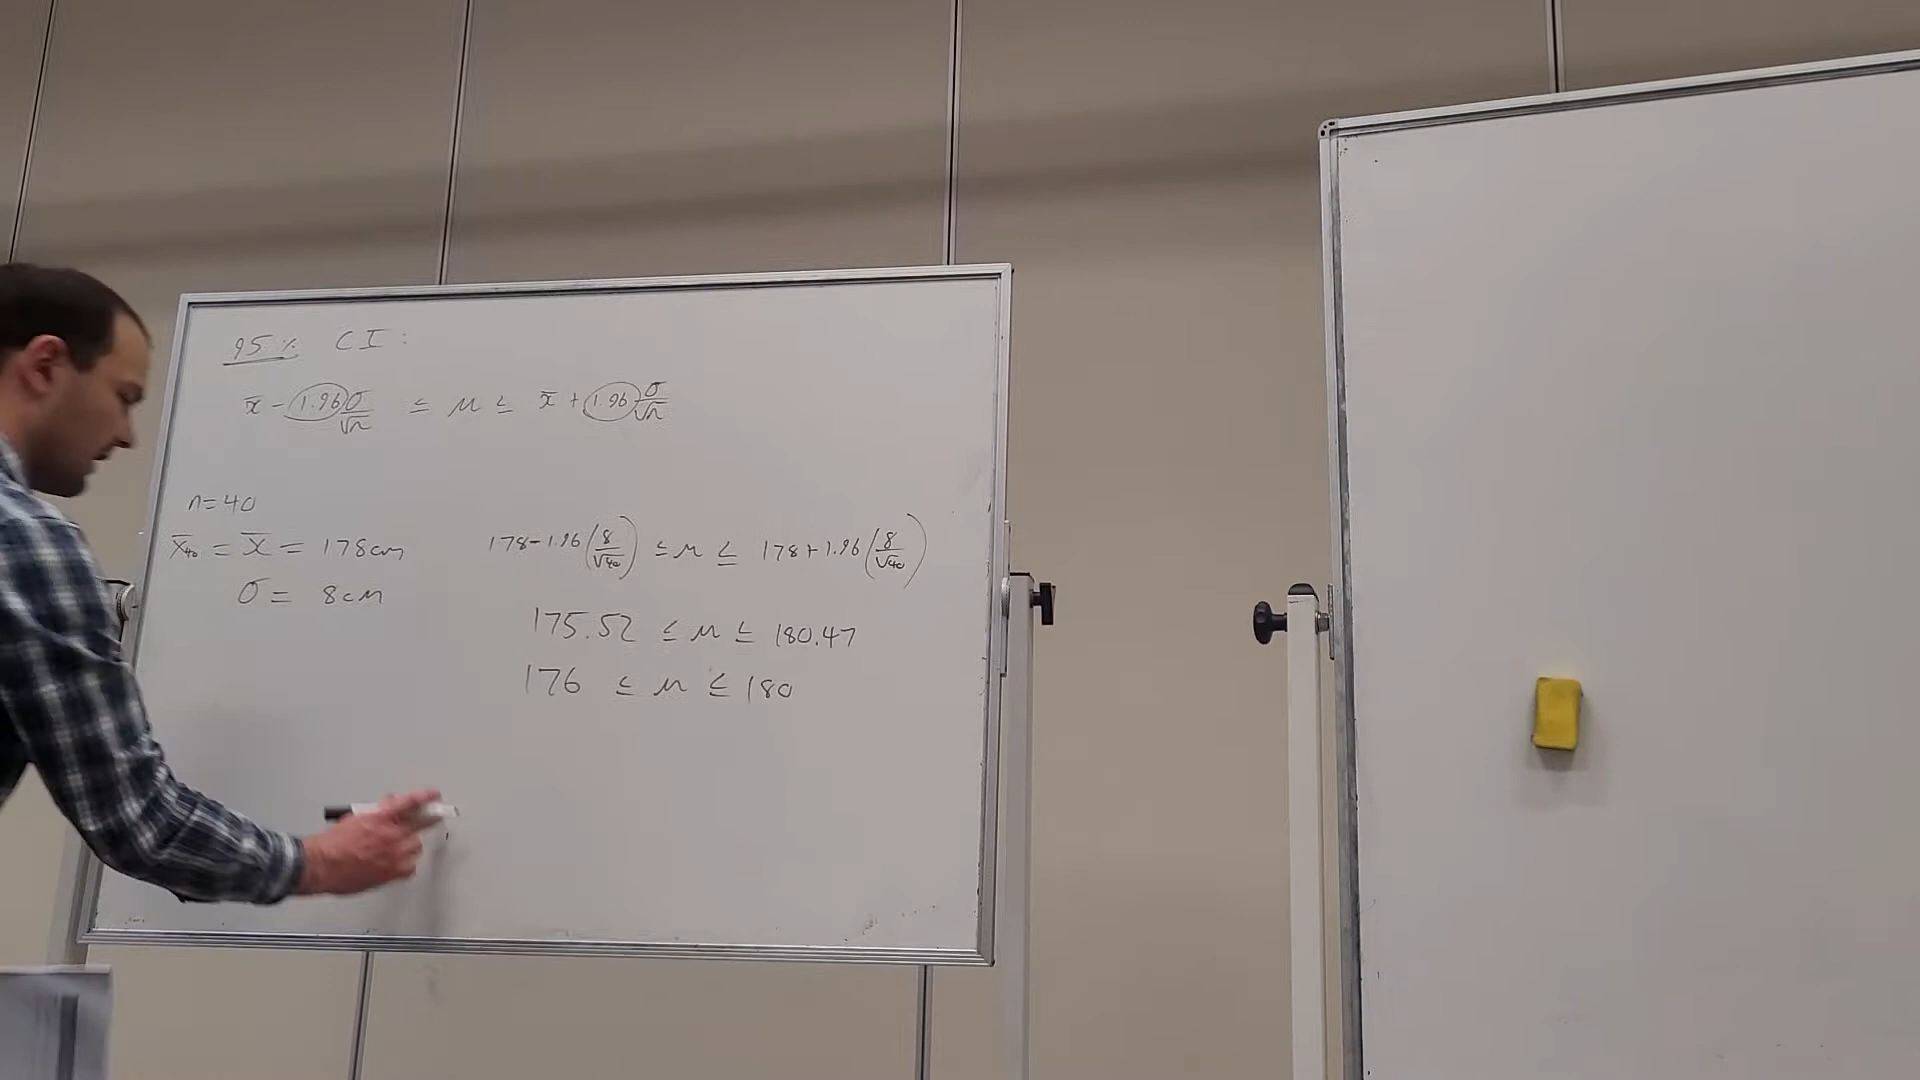 95% CI:
x̄ - 1.96 σ/√n ≤ μ ≤ x̄ + 1.96 σ/√n
n=40
x̄₄₀ = x̄ = 178cm
σ = 8cm
178-1.96(8/√40) ≤ μ ≤ 178+1.96(8/√40)
175.52 ≤ μ ≤ 180.47
176 ≤ μ ≤ 180